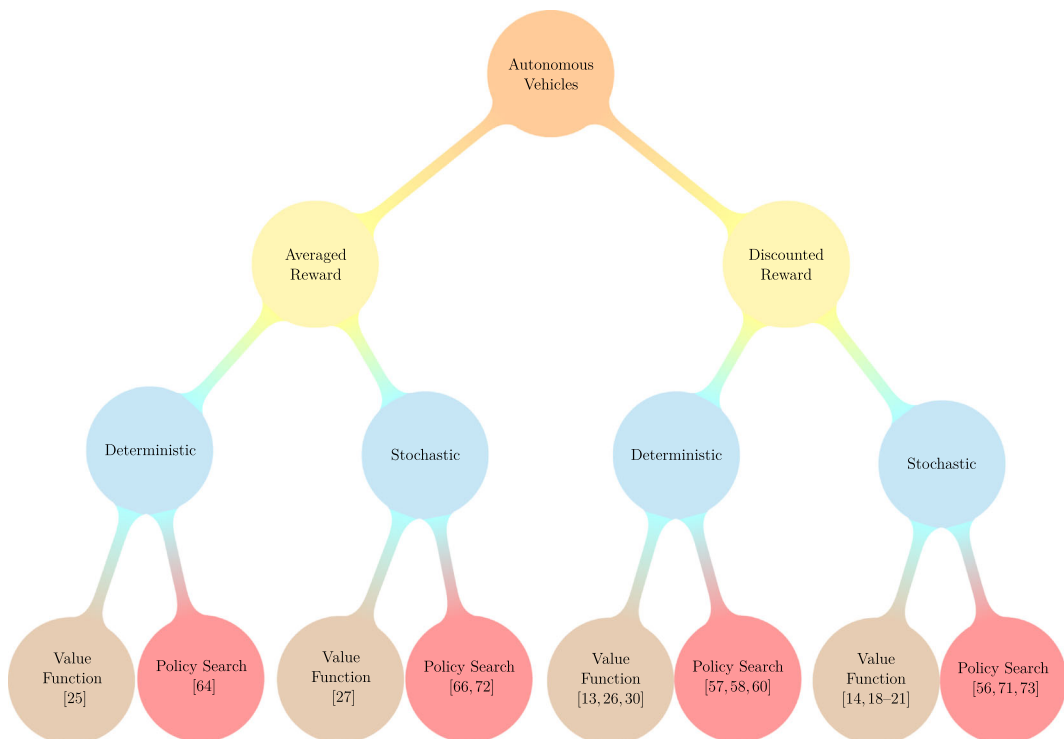 Autonomous
Vehicles
Averaged
Reward
Discounted
Reward
Deterministic
Stochastic
Deterministic
Stochastic
Value
Function
[25]
Policy Search
[64]
Value
Function
[27]
Policy Search
[66, 72]
Value
Function
[13, 26, 30]
Policy Search
[57, 58, 60]
Value
Function
[14, 18–21]
Policy Search
[56, 71, 73]